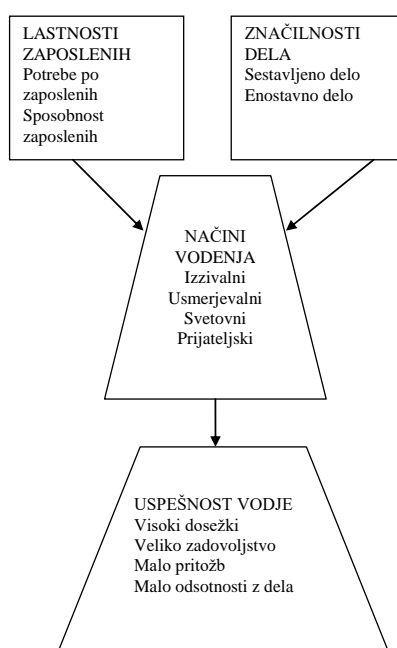 LASTNOSTI
ZAPOSLENIH
Potrebe po
zaposlenih
Sposobnost
zaposlenih
ZNAČILNOSTI
DELA
Sestavljeno delo
Enostavno delo
NAČINI
VODENJA
Izzivalni
Usmerjevalni
Svetovni
Prijateljski
USPEŠNOST VODJE
Visoki dosežki
Veliko zadovoljstvo
Malo pritožb
Malo odsotnosti z dela